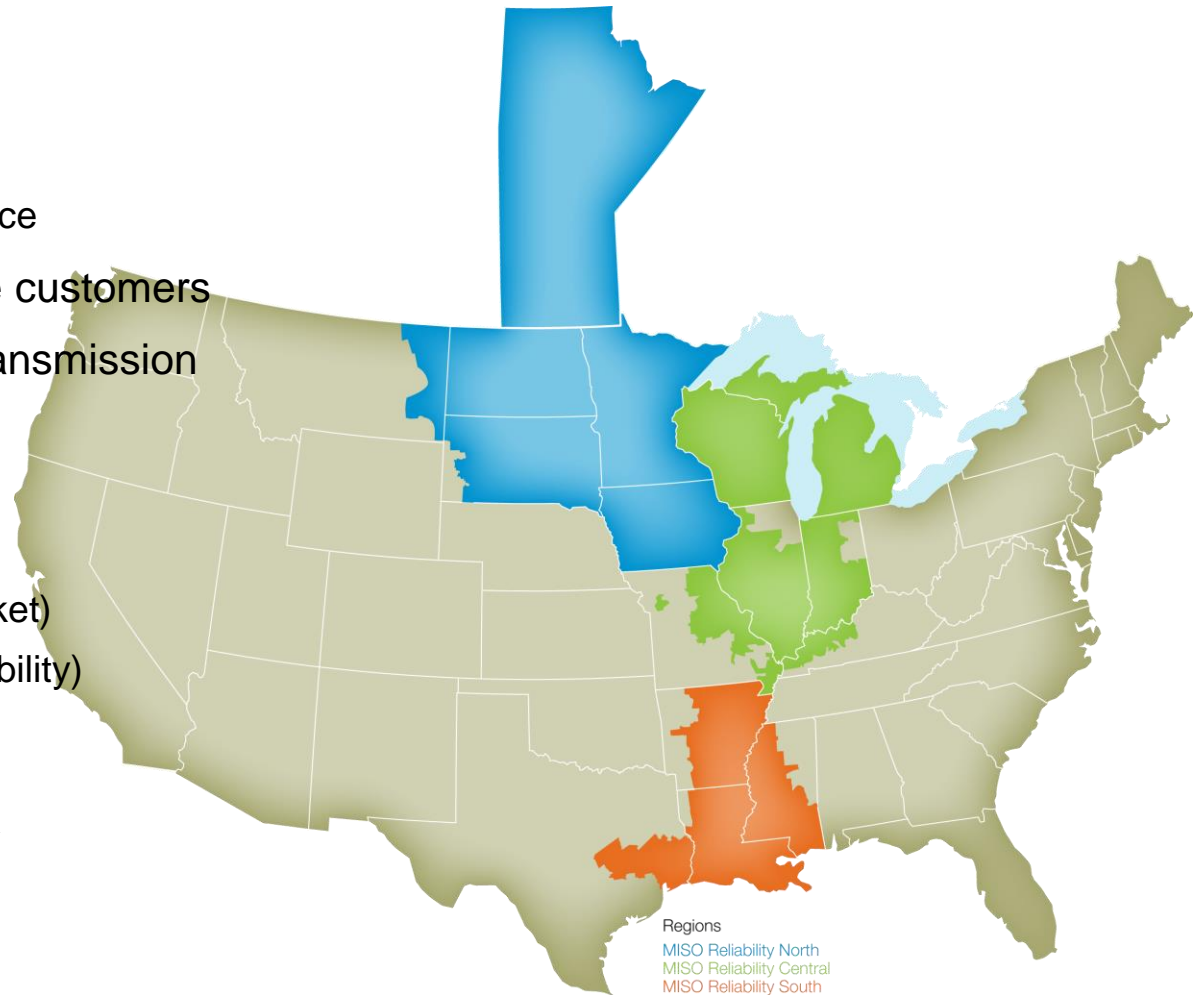 ce
e customers
ansmission
ket)
bility)
Regions
MISO Reliability North
MISO Reliability Central
MISO Reliability South